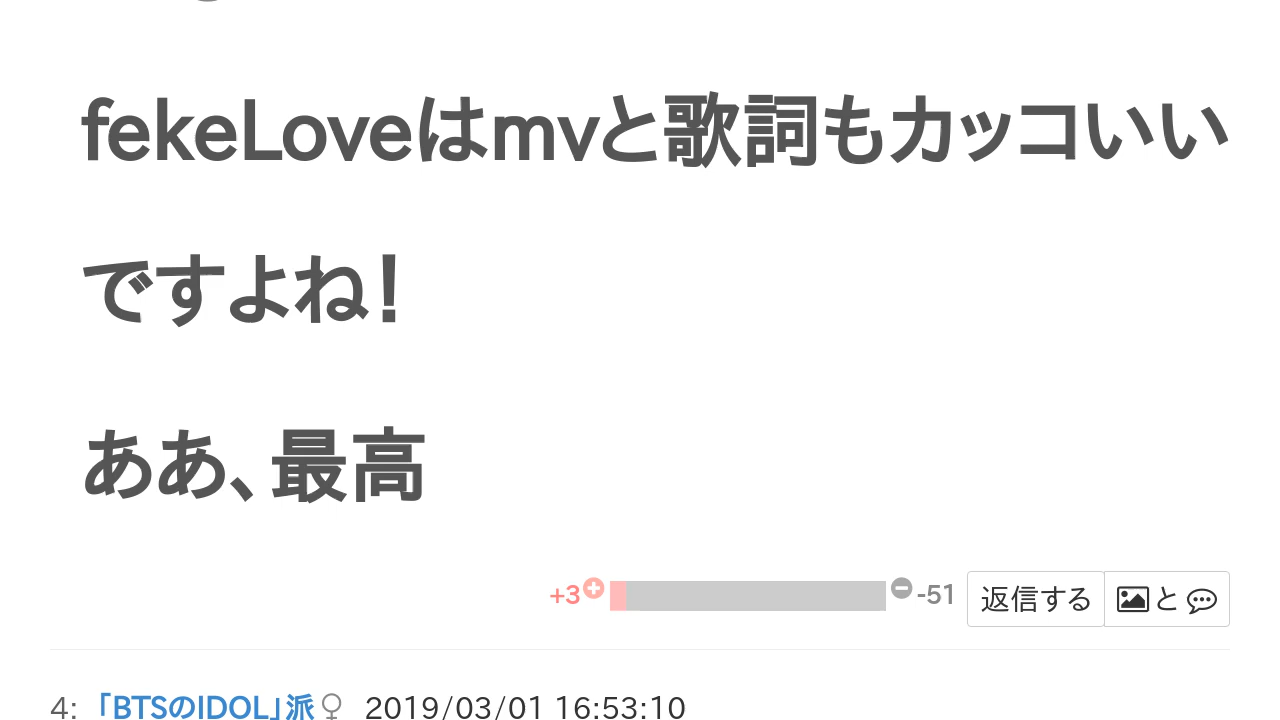 fekeLoveはmvと歌詞もカッコいい
ですよね！
ああ、最高
+3 -51 返信する と
4: 「BTSのIDOL」派♀ 2019/03/01 16:53:10